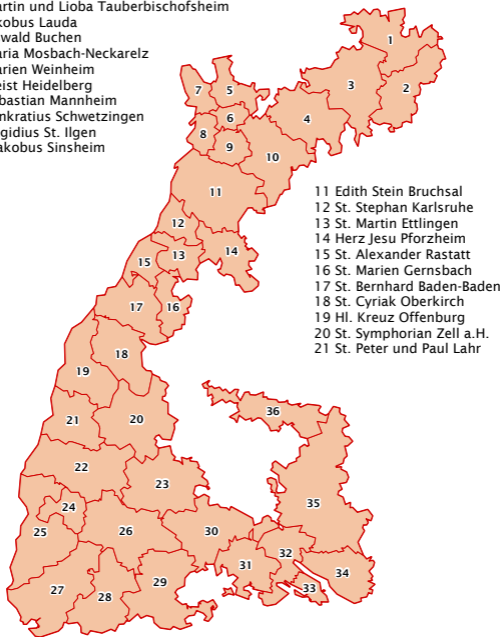 artin und Lioba Tauberbischofsheim
kobus Lauda
wald Buchen
aria Mosbach-Neckarelz
arien Weinheim
eist Heidelberg
bastian Mannheim
nkratius Schwetzingen
gidius St. Ilgen
akobus Sinsheim
1
2
3
4
5
6
7
8
9
10
11
12
13
14
15
16
17
18
19
20
21
22
23
24
25
26
27
28
29
30
31
32
33
34
35
36
11 Edith Stein Bruchsal
12 St. Stephan Karlsruhe
13 St. Martin Ettlingen
14 Herz Jesu Pforzheim
15 St. Alexander Rastatt
16 St. Marien Gernsbach
17 St. Bernhard Baden-Baden
18 St. Cyriak Oberkirch
19 Hl. Kreuz Offenburg
20 St. Symphorian Zell a.H.
21 St. Peter und Paul Lahr